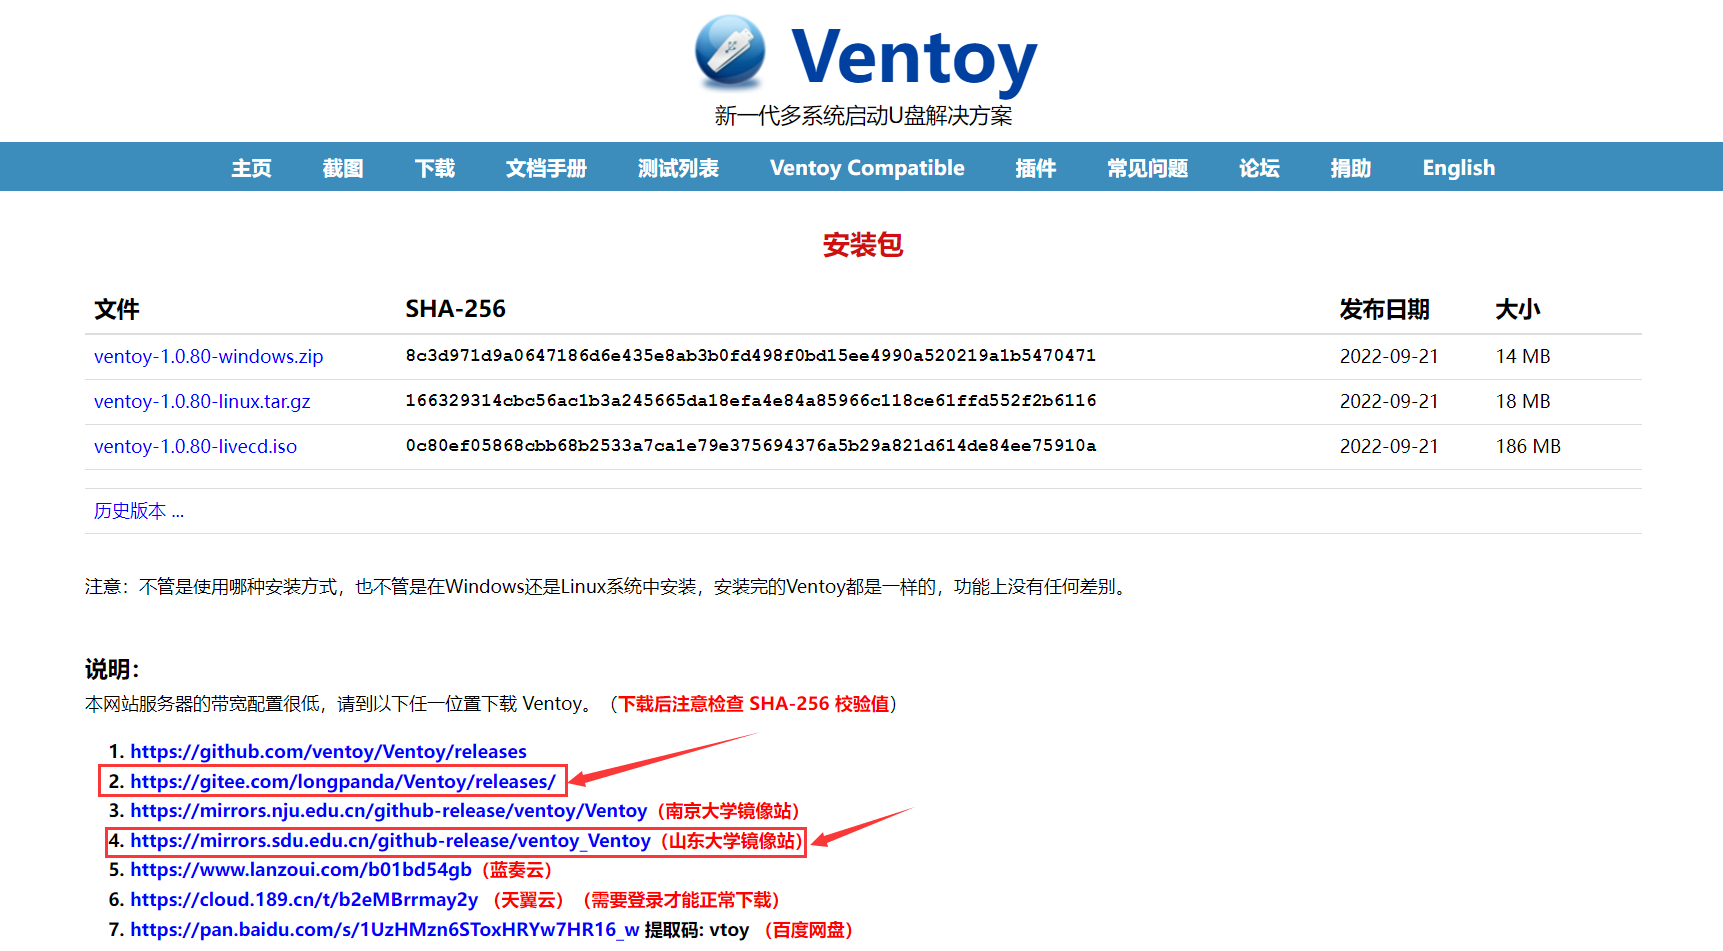 Ventoy
新一代多系统启动U盘解决方案
主页 截图 下载 文档手册 测试列表 Ventoy Compatible 插件 常见问题 论坛 捐助 English
安装包
文件 SHA-256 发布日期 大小
ventoy-1.0.80-windows.zip 8c3d971d9a0647186d6e435e8ab3b0fd498f0bd15ee4990a520219a1b5470471 2022-09-21 14 MB
ventoy-1.0.80-linux.tar.gz 166329314cbc56ac1b3a245665da18efa4e84a85966c118ce61ffd552f2b6116 2022-09-21 18 MB
ventoy-1.0.80-livecd.iso 0c80ef05868cbb68b2533a7ca1e79e375694376a5b29a821d614de84ee75910a 2022-09-21 186 MB
历史版本 ...
注意：不管是使用哪种安装方式，也不管是在Windows还是Linux系统中安装，安装完的Ventoy都是一样的，功能上没有任何差别。
说明：
本网站服务器的带宽配置很低，请到以下任一位置下载 Ventoy。（下载后注意检查 SHA-256 校验值）
1. https://github.com/ventoy/Ventoy/releases
2. https://gitee.com/longpanda/Ventoy/releases/
3. https://mirrors.nju.edu.cn/github-release/ventoy/Ventoy（南京大学镜像站）
4. https://mirrors.sdu.edu.cn/github-release/ventoy_Ventoy（山东大学镜像站）
5. https://www.lanzoui.com/b01bd54gb（蓝奏云）
6. https://cloud.189.cn/t/b2eMBrrmay2y（天翼云）（需要登录才能正常下载）
7. https://pan.baidu.com/s/1UzHMzn6SToxHRYw7HR16_w 提取码: vtoy （百度网盘）